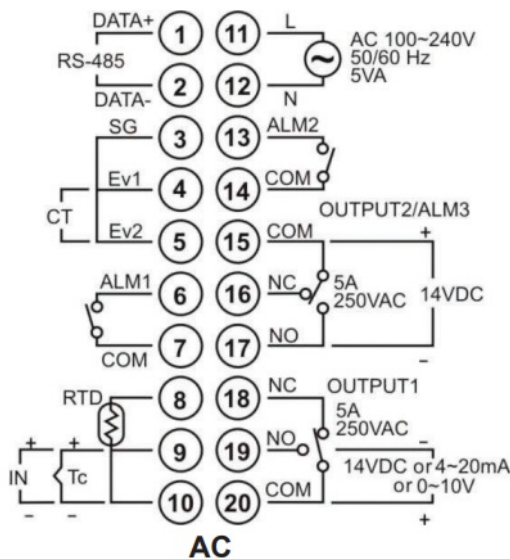 DATA+ 1 11 L
RS-485 AC 100~240V
50/60 Hz
5VA
DATA- 2 12 N
SG 3 13 ALM2
Ev1 4 14 COM
CT OUTPUT2/ALM3
Ev2 5 15 COM +
ALM1 6 16 NC 5A
250VAC 14VDC
COM 7 17 NO −
RTD 8 18 NC OUTPUT1
5A
250VAC
+ + 9 19 NO −
IN Tc 14VDC or 4~20mA
or 0~10V
− − 10 20 COM +
AC